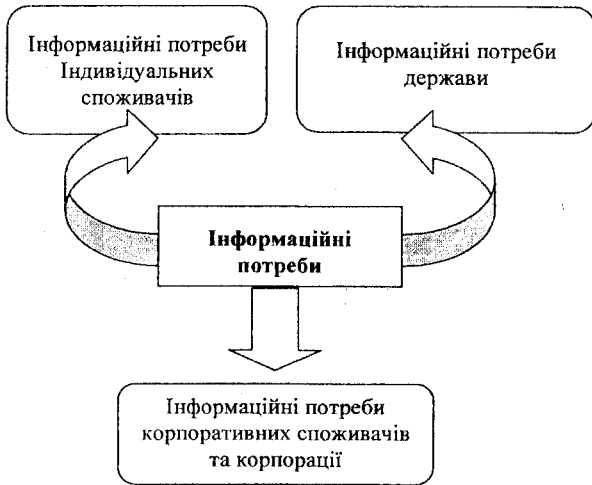 Інформаційні потреби
Індивідуальних
споживачів
Інформаційні потреби
держави
Інформаційні
потреби
Інформаційні потреби
корпоративних споживачів
та корпорації